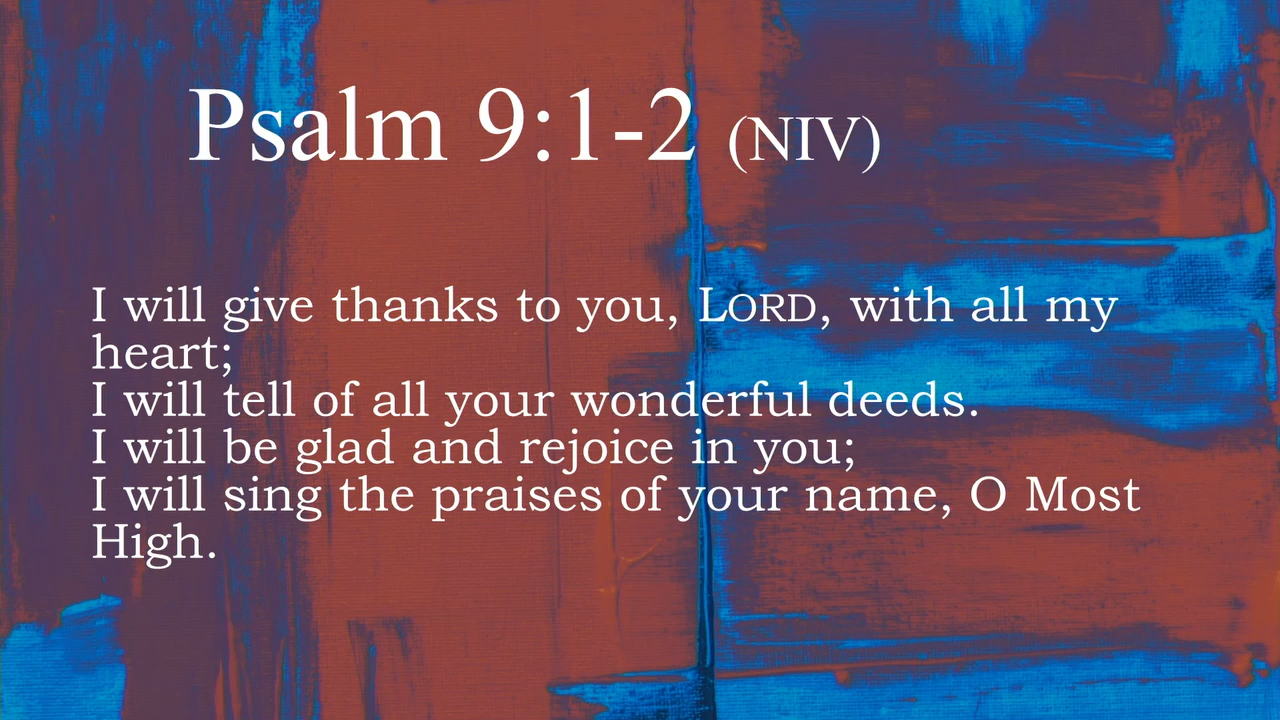 Psalm 9:1-2 (NIV)
I will give thanks to you, LORD, with all my
heart;
I will tell of all your wonderful deeds.
I will be glad and rejoice in you;
I will sing the praises of your name, O Most
High.